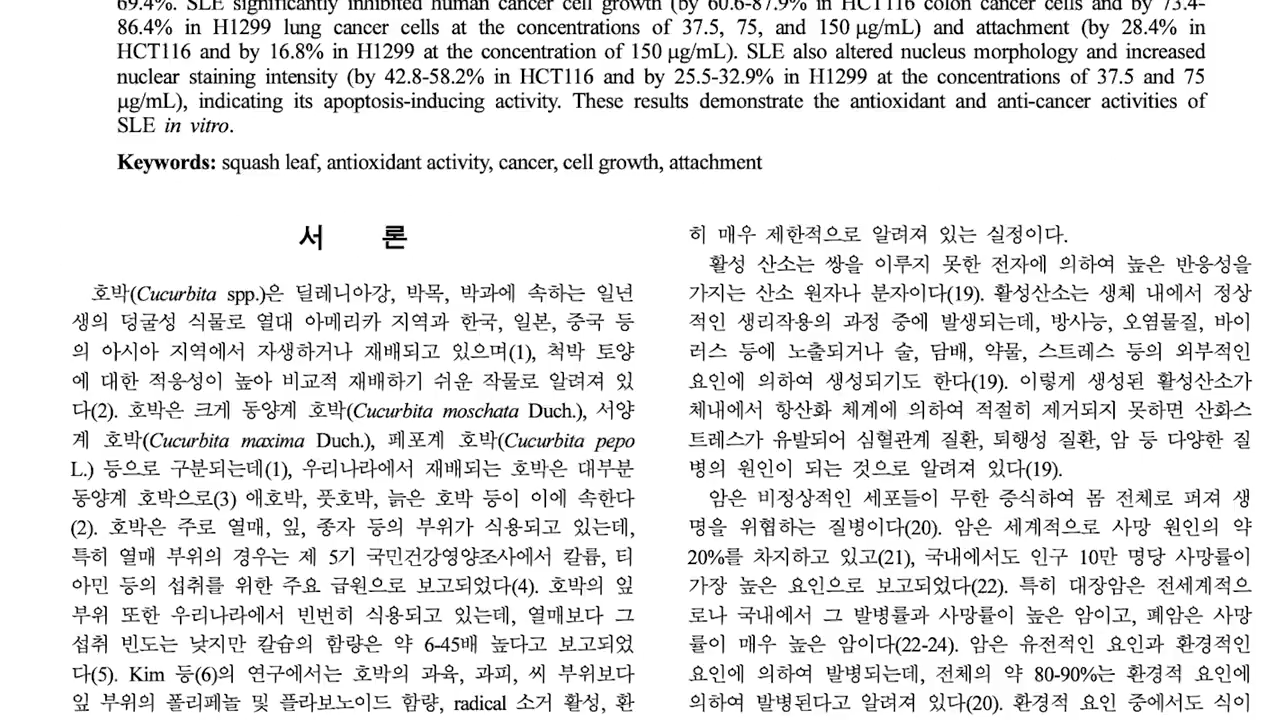 69.4%. SLE significantly inhibited human cancer cell growth (by 60.6-87.9% in HCT116 colon cancer cells and by 73.4-
86.4% in H1299 lung cancer cells at the concentrations of 37.5, 75, and 150 μg/mL) and attachment (by 28.4% in
HCT116 and by 16.8% in H1299 at the concentration of 150 μg/mL). SLE also altered nucleus morphology and increased
nuclear staining intensity (by 42.8-58.2% in HCT116 and by 25.5-32.9% in H1299 at the concentrations of 37.5 and 75
μg/mL), indicating its apoptosis-inducing activity. These results demonstrate the antioxidant and anti-cancer activities of
SLE in vitro.
Keywords: squash leaf, antioxidant activity, cancer, cell growth, attachment
서 론
호박(Cucurbita spp.)은 딜레니아강, 박목, 박과에 속하는 일년
생의 덩굴성 식물로 열대 아메리카 지역과 한국, 일본, 중국 등
의 아시아 지역에서 자생하거나 재배되고 있으며(1), 척박 토양
에 대한 적응성이 높아 비교적 재배하기 쉬운 작물로 알려져 있
다(2). 호박은 크게 동양계 호박(Cucurbita moschata Duch.), 서양
계 호박(Cucurbita maxima Duch.), 페포계 호박(Cucurbita pepo
L.) 등으로 구분되는데(1), 우리나라에서 재배되는 호박은 대부분
동양계 호박으로(3) 애호박, 풋호박, 늙은 호박 등이 이에 속한다
(2). 호박은 주로 열매, 잎, 종자 등의 부위가 식용되고 있는데,
특히 열매 부위의 경우는 제 5기 국민건강영양조사에서 칼륨, 티
아민 등의 섭취를 위한 주요 급원으로 보고되었다(4). 호박의 잎
부위 또한 우리나라에서 빈번히 식용되고 있는데, 열매보다 그
섭취 빈도는 낮지만 칼슘의 함량은 약 6-45배 높다고 보고되었
다(5). Kim 등(6)의 연구에서는 호박의 과육, 과피, 씨 부위보다
잎 부위의 폴리페놀 및 플라보노이드 함량, radical 소거 활성, 환
히 매우 제한적으로 알려져 있는 실정이다.
활성 산소는 쌍을 이루지 못한 전자에 의하여 높은 반응성을
가지는 산소 원자나 분자이다(19). 활성산소는 생체 내에서 정상
적인 생리작용의 과정 중에 발생되는데, 방사능, 오염물질, 바이
러스 등에 노출되거나 술, 담배, 약물, 스트레스 등의 외부적인
요인에 의하여 생성되기도 한다(19). 이렇게 생성된 활성산소가
체내에서 항산화 체계에 의하여 적절히 제거되지 못하면 산화스
트레스가 유발되어 심혈관계 질환, 퇴행성 질환, 암 등 다양한 질
병의 원인이 되는 것으로 알려져 있다(19).
암은 비정상적인 세포들이 무한 증식하여 몸 전체로 퍼져 생
명을 위협하는 질병이다(20). 암은 세계적으로 사망 원인의 약
20%를 차지하고 있고(21), 국내에서도 인구 10만 명당 사망률이
가장 높은 요인으로 보고되었다(22). 특히 대장암은 전세계적으
로나 국내에서 그 발병률과 사망률이 높은 암이고, 폐암은 사망
률이 매우 높은 암이다(22-24). 암은 유전적인 요인과 환경적인
요인에 의하여 발병되는데, 전체의 약 80-90%는 환경적 요인에
의하여 발병된다고 알려져 있다(20). 환경적 요인 중에서도 식이